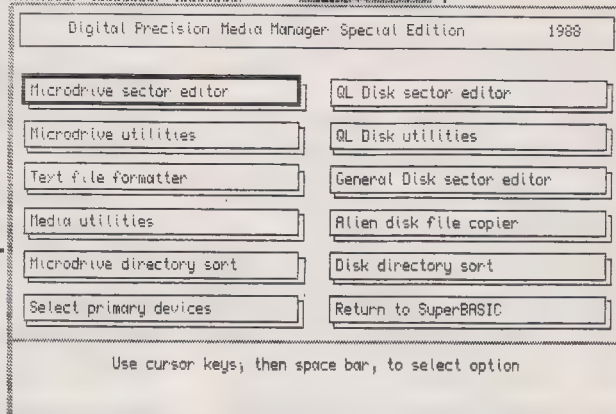 Digital Precision Media Manager Special Edition 1988
Microdrive sector editor
QL Disk sector editor
Microdrive utilities
QL Disk utilities
Text file formatter
General Disk sector editor
Media utilities
Alien disk file copier
Microdrive directory sort
Disk directory sort
Select primary devices
Return to SuperBASIC
Use cursor keys; then space bar, to select option